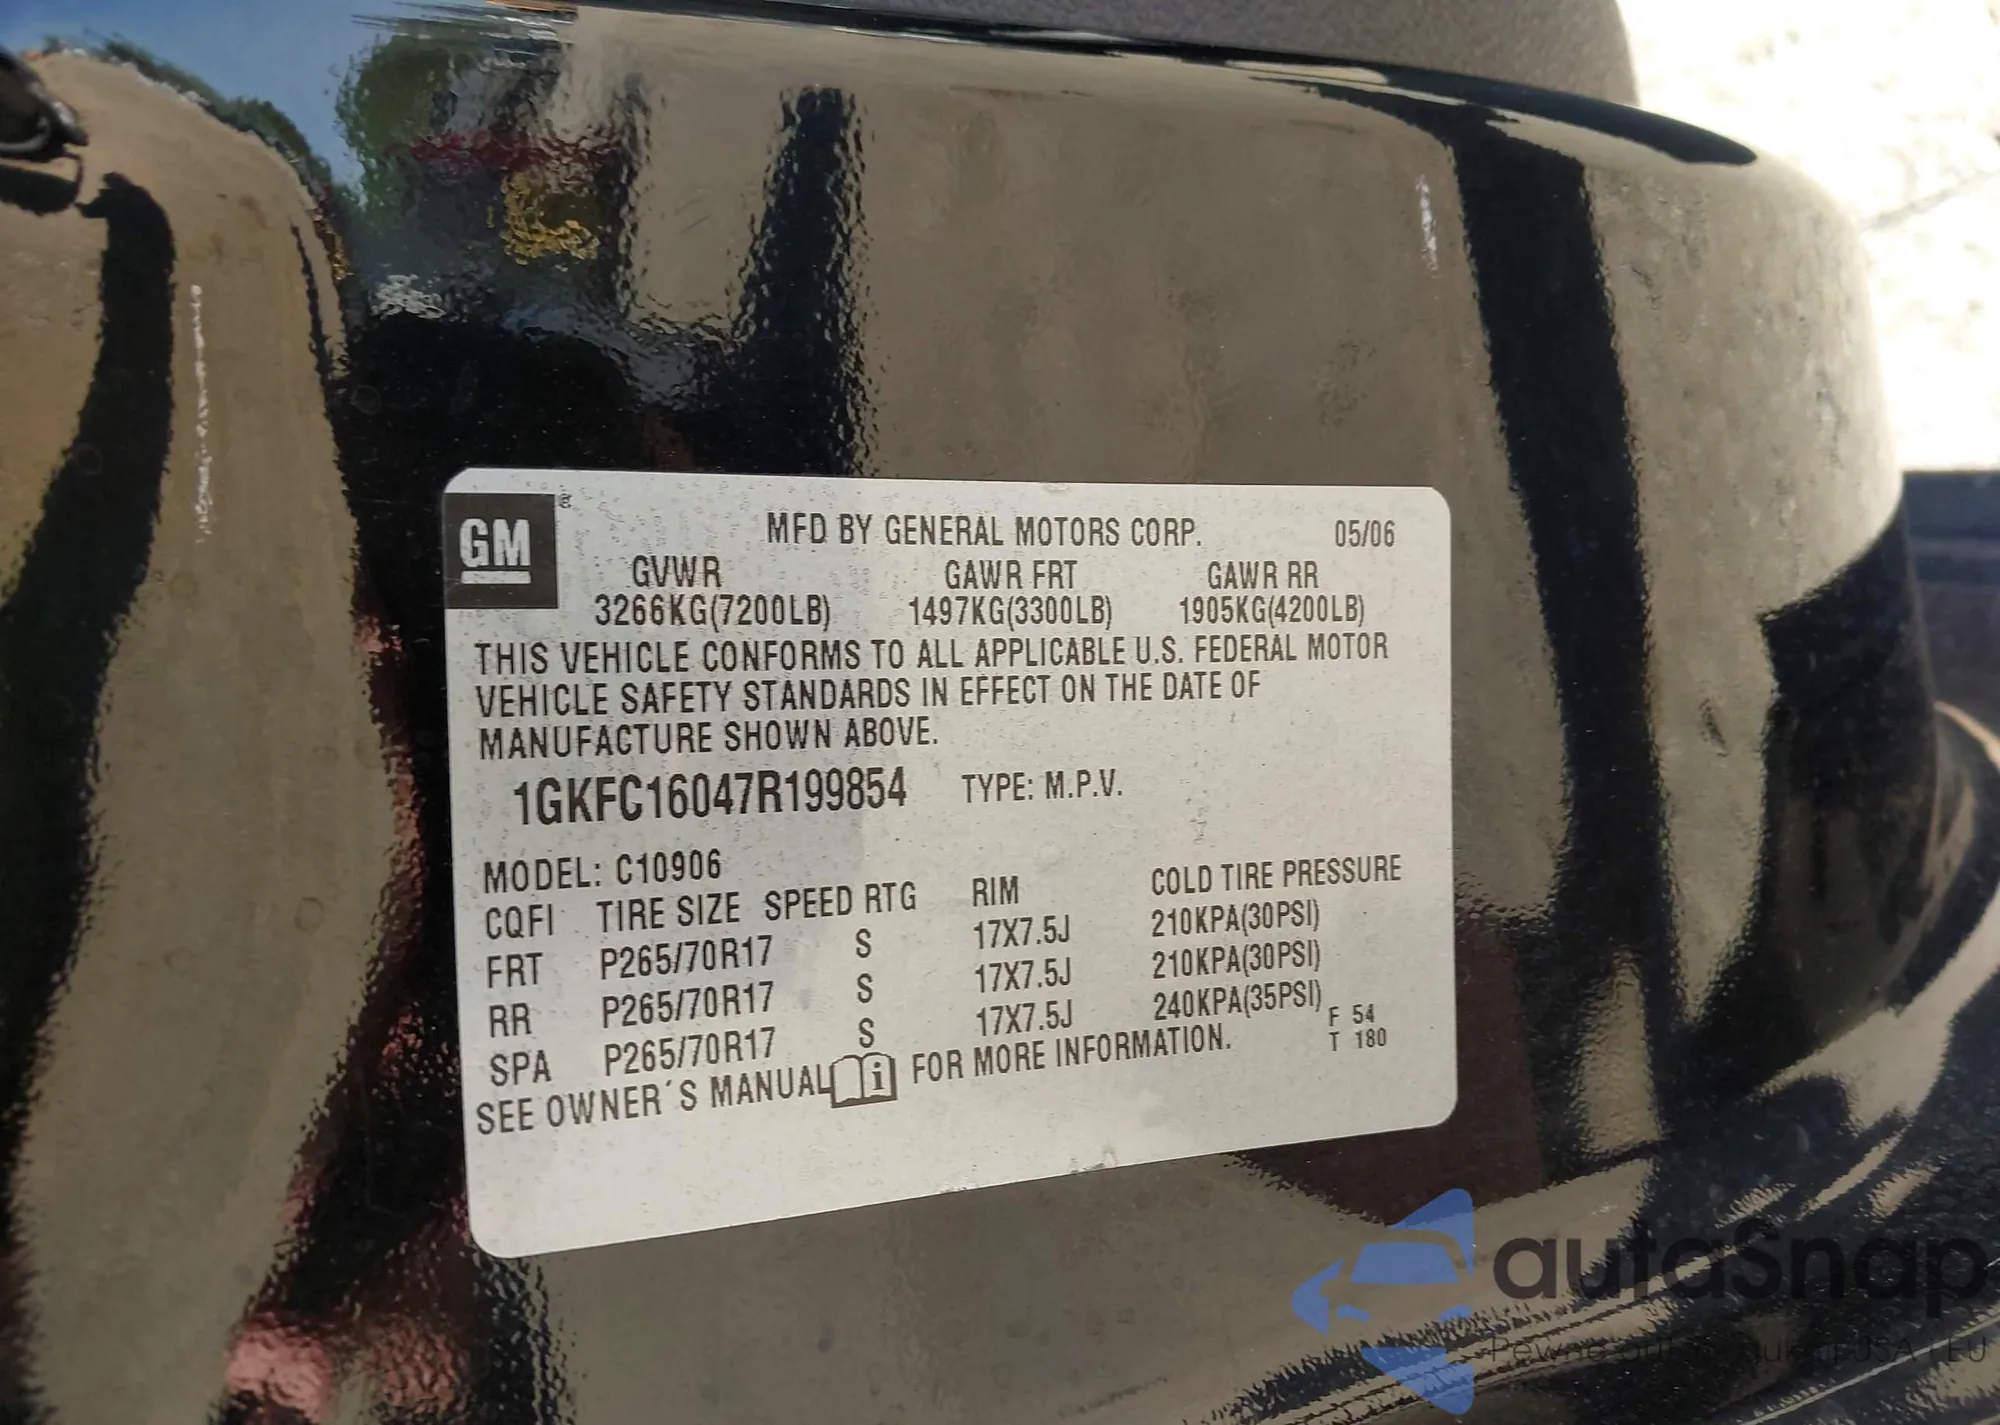 GM ®
MFD BY GENERAL MOTORS CORP. 05/06
GVWR GAWR FRT GAWR RR
3266KG(7200LB) 1497KG(3300LB) 1905KG(4200LB)
THIS VEHICLE CONFORMS TO ALL APPLICABLE U.S. FEDERAL MOTOR
VEHICLE SAFETY STANDARDS IN EFFECT ON THE DATE OF
MANUFACTURE SHOWN ABOVE.
1GKFC16047R199854 TYPE: M.P.V.
MODEL: C10906
CQFI TIRE SIZE SPEED RTG RIM COLD TIRE PRESSURE
FRT P265/70R17 S 17X7.5J 210KPA(30PSI)
RR P265/70R17 S 17X7.5J 210KPA(30PSI)
SPA P265/70R17 S 17X7.5J 240KPA(35PSI)
SEE OWNER´S MANUAL i FOR MORE INFORMATION.
F 54
T 180
autoSnap
Pewne auta z USA i EU